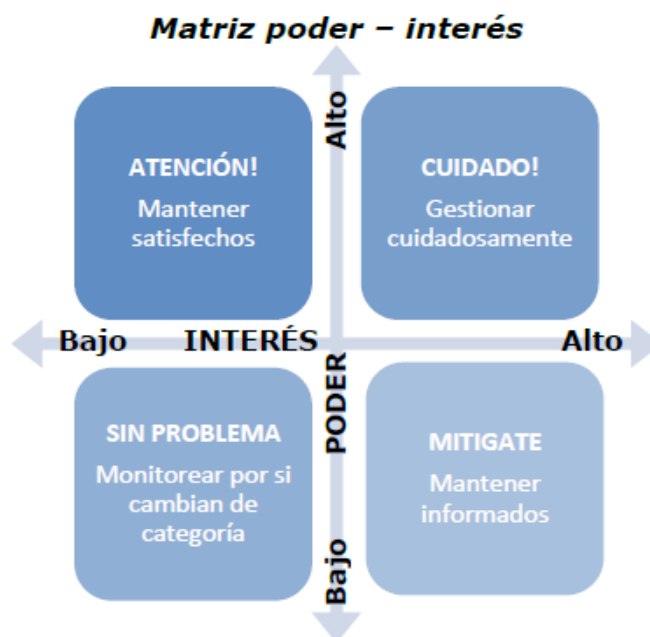 Matriz poder – interés
Alto
ATENCIÓN!
Mantener
satisfechos
CUIDADO!
Gestionar
cuidadosamente
Bajo
INTERÉS
Alto
PODER
SIN PROBLEMA
Monitorear por si
cambian de
categoría
MITIGATE
Mantener
informados
Bajo